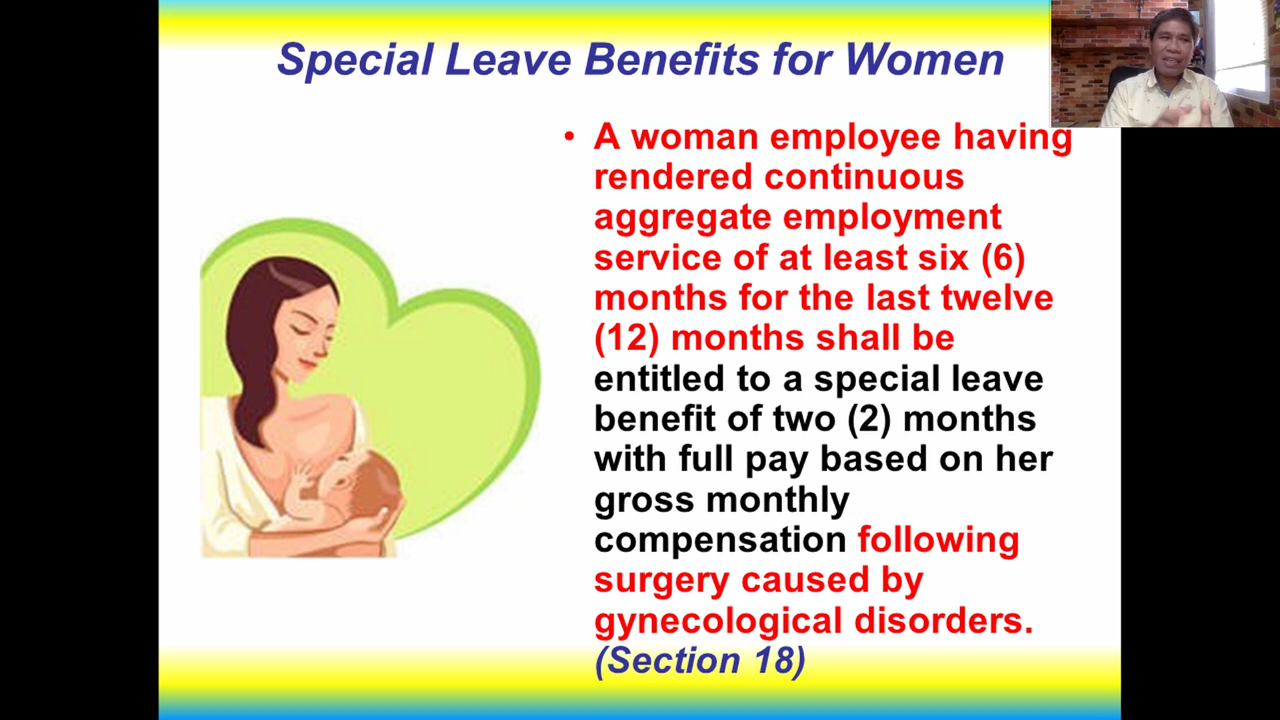 Special Leave Benefits for Women
• A woman employee having
rendered continuous
aggregate employment
service of at least six (6)
months for the last twelve
(12) months shall be
entitled to a special leave
benefit of two (2) months
with full pay based on her
gross monthly
compensation following
surgery caused by
gynecological disorders.
(Section 18)